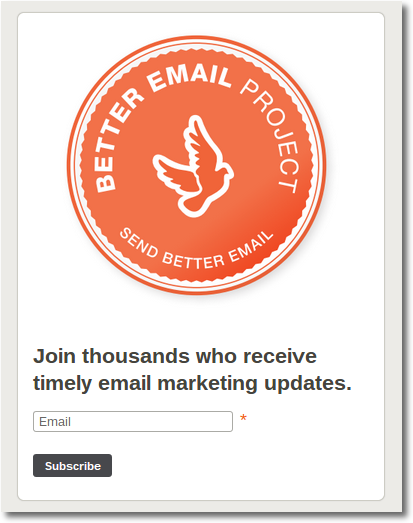 BETTER EMAIL PROJECT
SEND BETTER EMAIL
Join thousands who receive
timely email marketing updates.
Email *
Subscribe